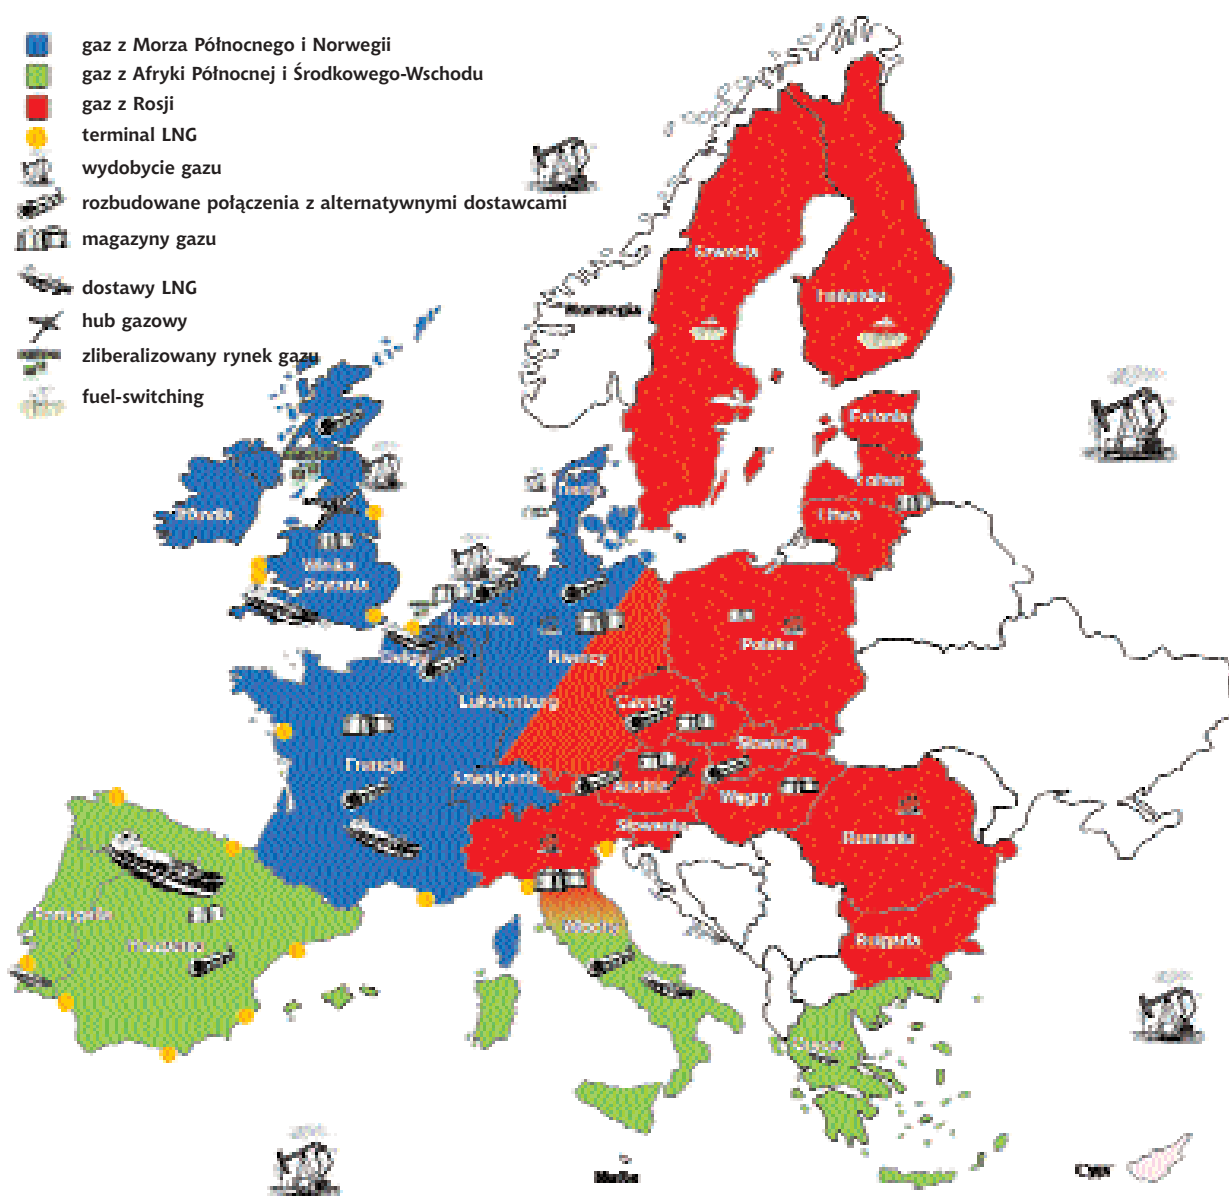 gaz z Morza Północnego i Norwegii
gaz z Afryki Północnej i Środkowego-Wschodu
gaz z Rosji
terminal LNG
wydobycie gazu
rozbudowane połączenia z alternatywnymi dostawcami
magazyny gazu
dostawy LNG
hub gazowy
zliberalizowany rynek gazu
fuel-switching
Szwecja
Norwegia
Finlandia
Estonia
Łotwa
Litwa
Dania
Irlandia
Wielka
Brytania
Holandia
Belgia
Niemcy
Polska
Luksemburg
Czechy
Słowacja
Francja
Szwajcaria
Austria
Węgry
Słowenia
Rumunia
Portugalia
Hiszpania
Włochy
Bułgaria
Grecja
Malta
Cypr